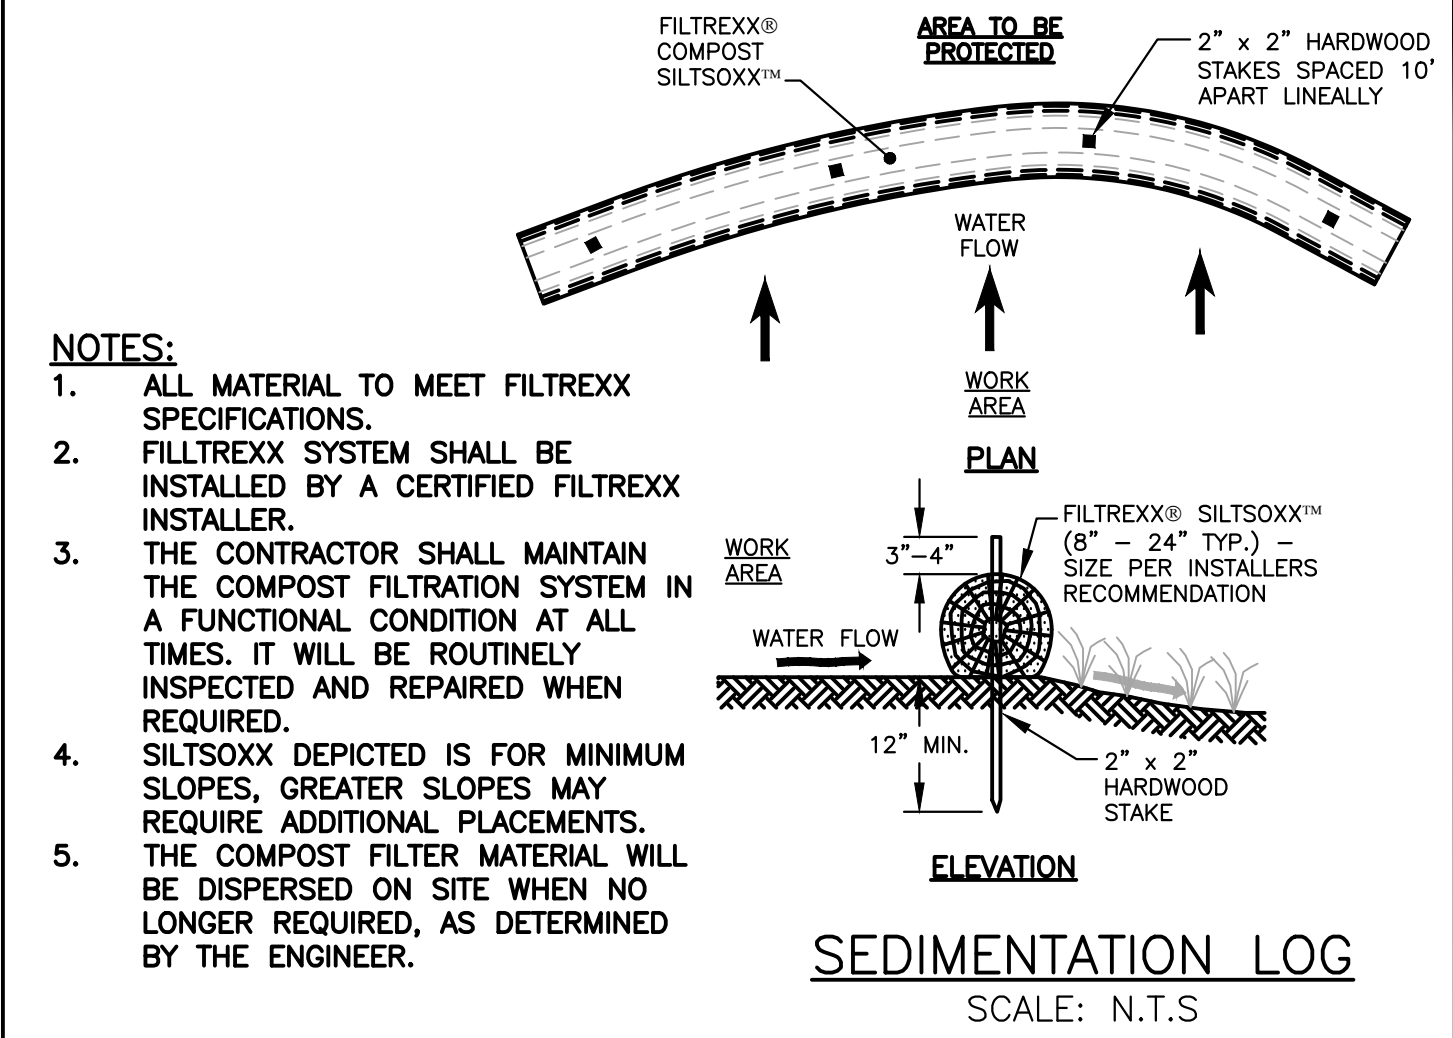 FILTREXX®
COMPOST
SILTSOXX™
AREA TO BE
PROTECTED
2" x 2" HARDWOOD
STAKES SPACED 10'
APART LINEALLY
WATER
FLOW
WORK
AREA
PLAN
NOTES:
1. ALL MATERIAL TO MEET FILTREXX
SPECIFICATIONS.
2. FILLTREXX SYSTEM SHALL BE
INSTALLED BY A CERTIFIED FILTREXX
INSTALLER.
3. THE CONTRACTOR SHALL MAINTAIN
THE COMPOST FILTRATION SYSTEM IN
A FUNCTIONAL CONDITION AT ALL
TIMES. IT WILL BE ROUTINELY
INSPECTED AND REPAIRED WHEN
REQUIRED.
4. SILTSOXX DEPICTED IS FOR MINIMUM
SLOPES, GREATER SLOPES MAY
REQUIRE ADDITIONAL PLACEMENTS.
5. THE COMPOST FILTER MATERIAL WILL
BE DISPERSED ON SITE WHEN NO
LONGER REQUIRED, AS DETERMINED
BY THE ENGINEER.
WORK
AREA
3"-4"
FILTREXX® SILTSOXX™
(8" - 24" TYP.) -
SIZE PER INSTALLERS
RECOMMENDATION
WATER FLOW
12" MIN.
2" x 2"
HARDWOOD
STAKE
ELEVATION
SEDIMENTATION LOG
SCALE: N.T.S